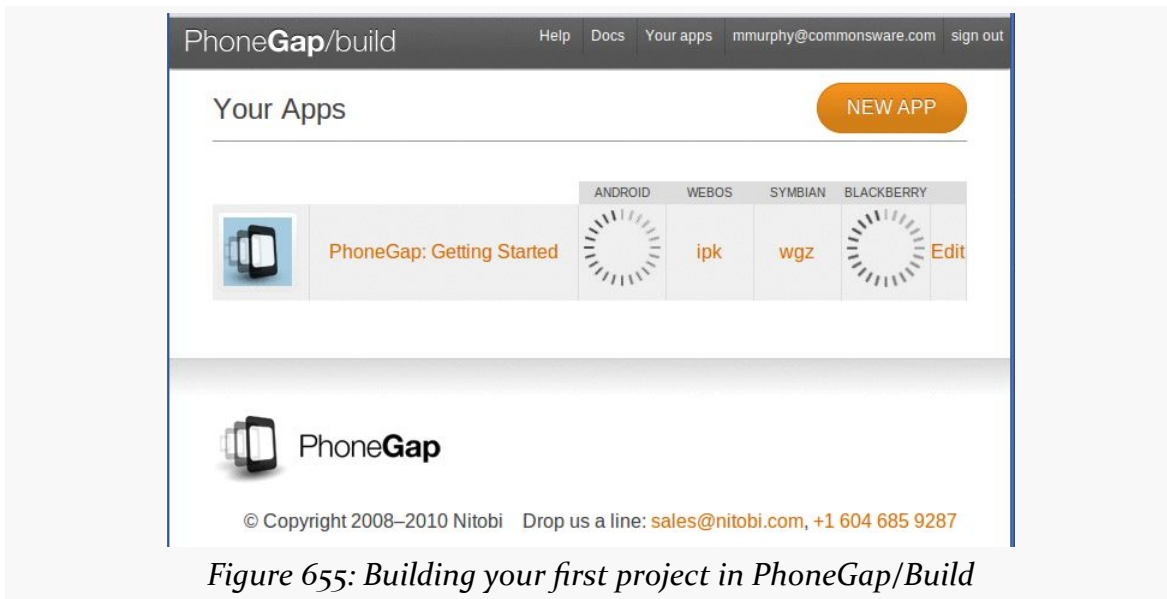 PhoneGap/build Help Docs Your apps mmurphy@commonsware.com sign out
Your Apps NEW APP
ANDROID WEBOS SYMBIAN BLACKBERRY
PhoneGap: Getting Started ipk wgz Edit
PhoneGap
© Copyright 2008–2010 Nitobi Drop us a line: sales@nitobi.com, +1 604 685 9287
Figure 655: Building your first project in PhoneGap/Build